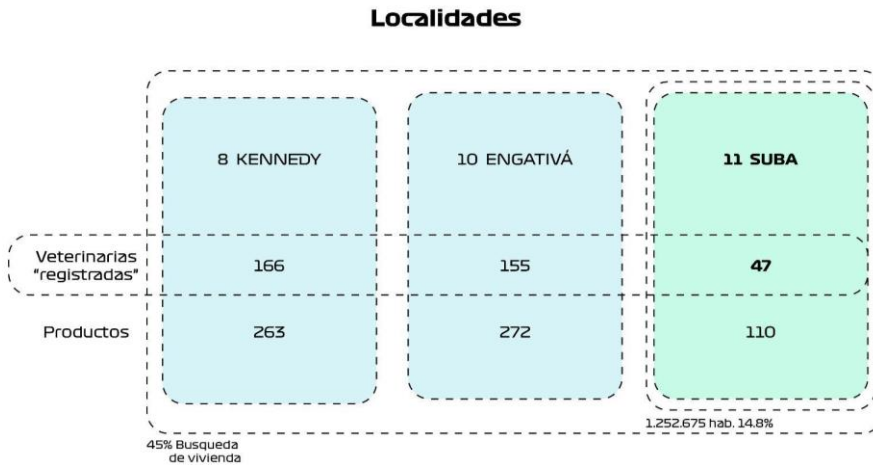 Localidades
8 KENNEDY
10 ENGATIVÁ
11 SUBA
Veterinarias
"registradas"
166
155
47
Productos
263
272
110
1.252.675 hab. 14.8%
45% Busqueda
de vivienda